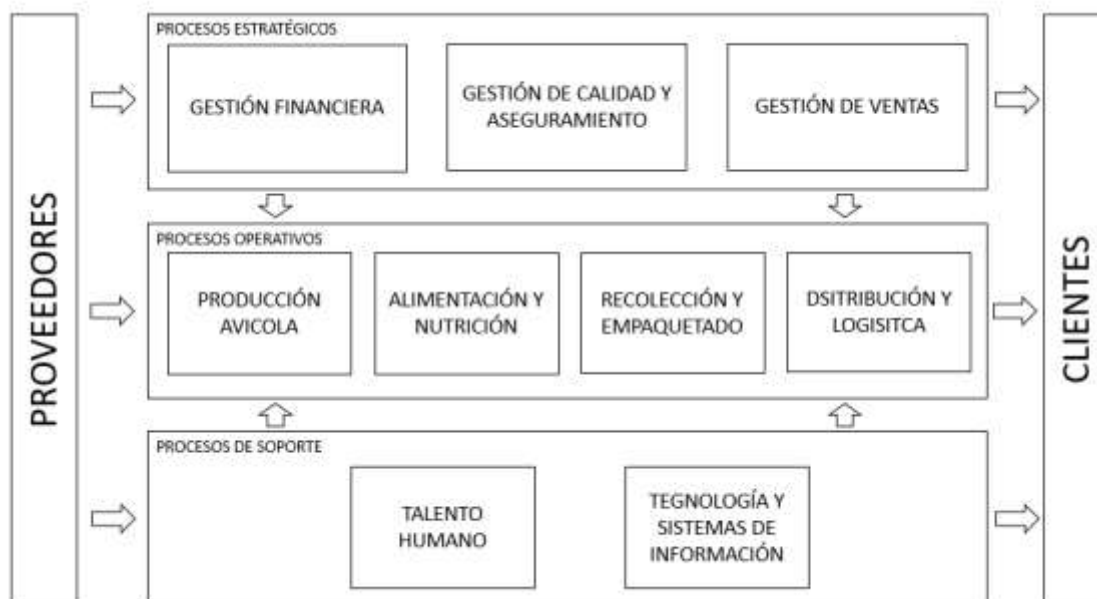 PROVEEDORES
PROCESOS ESTRATÉGICOS
GESTIÓN FINANCIERA
GESTIÓN DE CALIDAD Y
ASEGURAMIENTO
GESTIÓN DE VENTAS
PROCESOS OPERATIVOS
PRODUCCIÓN
AVICOLA
ALIMENTACIÓN Y
NUTRICIÓN
RECOLECCIÓN Y
EMPAQUETADO
DSITRIBUCIÓN Y
LOGISITCA
PROCESOS DE SOPORTE
TALENTO
HUMANO
TEGNOLOGÍA Y
SISTEMAS DE
INFORMACIÓN
CLIENTES